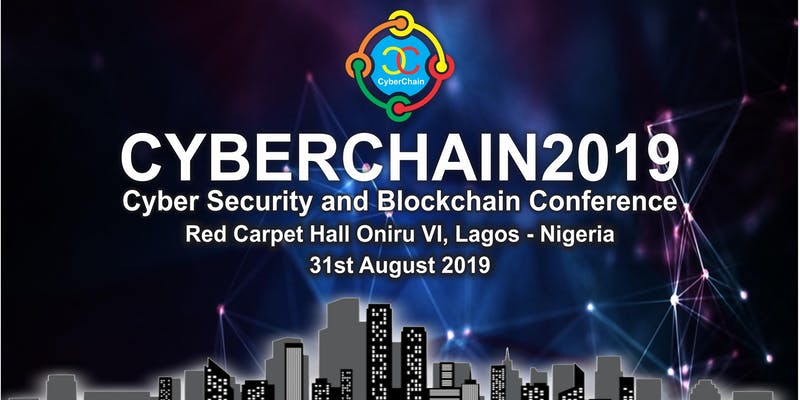 CyberChain
CYBERCHAIN2019
Cyber Security and Blockchain Conference
Red Carpet Hall Oniru VI, Lagos - Nigeria
31st August 2019